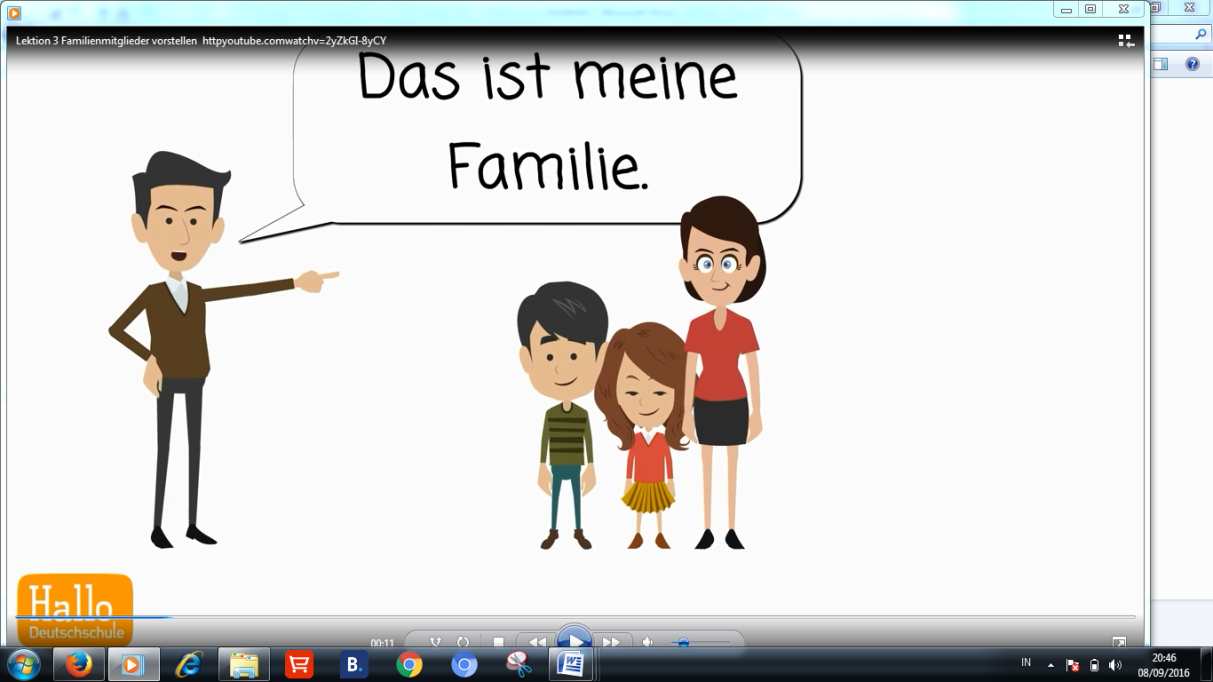 Lektion 3 Familienmitglieder vorstellen httpyoutube.comwatchv=2yZkGI-8yCY
Das ist meine
Familie.
Hallo
Deutschschule
00:11
B.
IN
20:46
08/09/2016